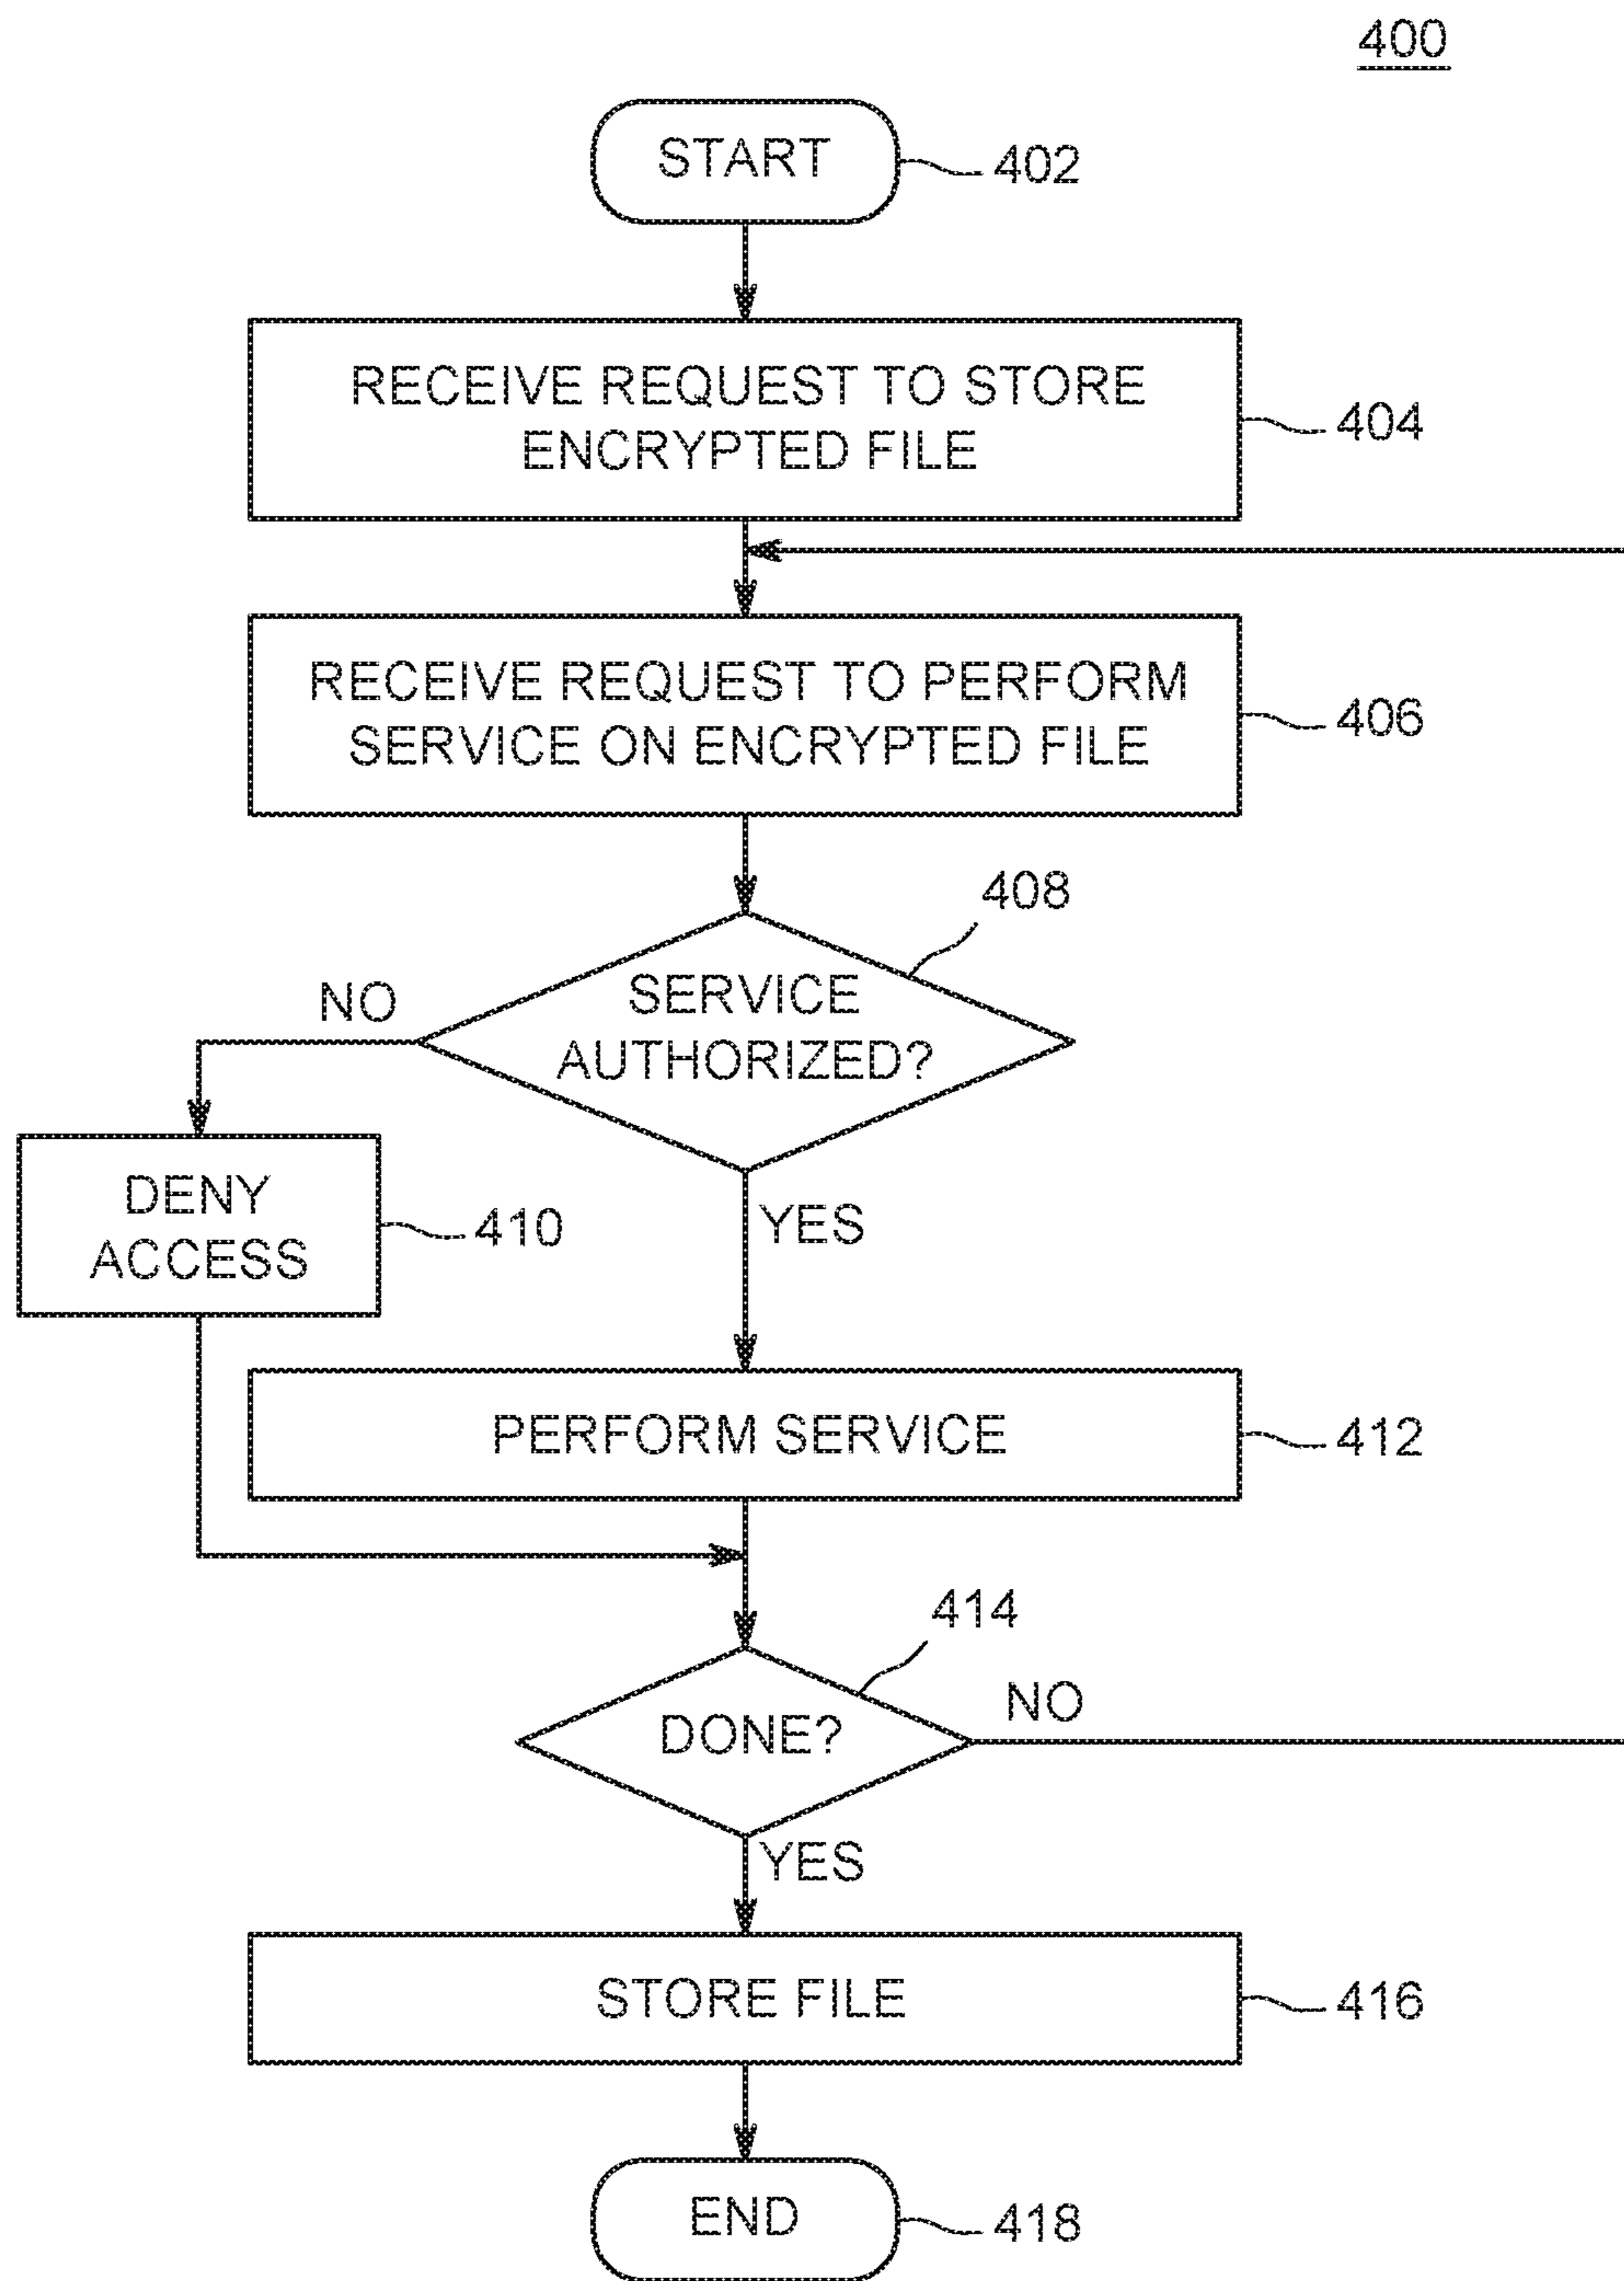 400
START
402
RECEIVE REQUEST TO STORE
ENCRYPTED FILE
404
RECEIVE REQUEST TO PERFORM
SERVICE ON ENCRYPTED FILE
406
408
NO
SERVICE
AUTHORIZED?
DENY
ACCESS
410
YES
PERFORM SERVICE
412
414
DONE?
NO
YES
STORE FILE
416
END
418